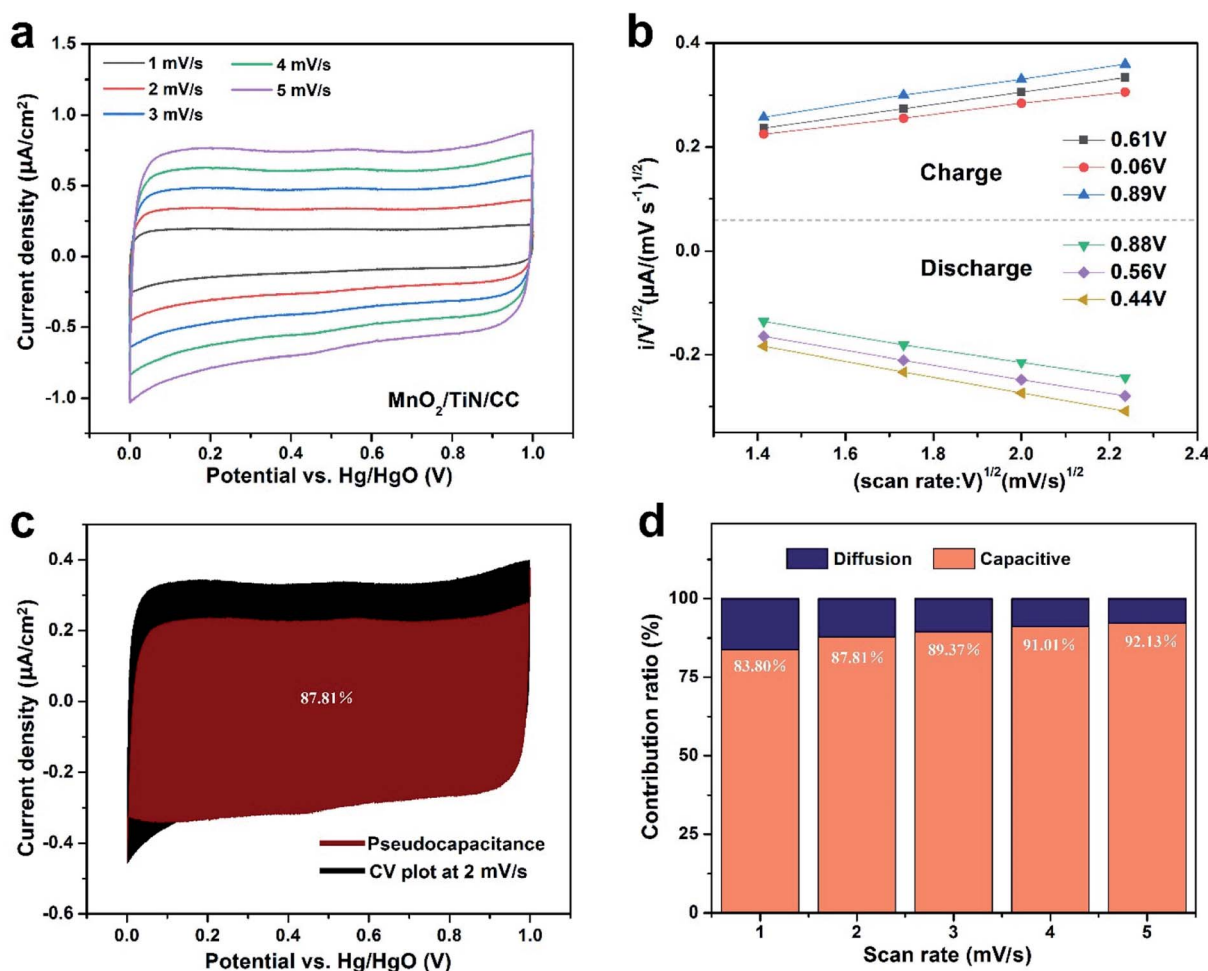 a
1 mV/s
2 mV/s
3 mV/s
4 mV/s
5 mV/s
1.5
1.0
0.5
0.0
-0.5
-1.0
Current density (µA/cm²)
MnO₂/TiN/CC
0.0 0.2 0.4 0.6 0.8 1.0
Potential vs. Hg/HgO (V)
b
0.4
0.2
0.0
-0.2
i/V^1/2(µA/(mV s⁻¹)^1/2)
0.61V
0.06V
0.89V
Charge
Discharge
0.88V
0.56V
0.44V
1.4 1.6 1.8 2.0 2.2 2.4
(scan rate:V)^1/2(mV/s)^1/2
c
0.4
0.2
0.0
-0.2
-0.4
-0.6
Current density (µA/cm²)
87.81%
Pseudocapacitance
CV plot at 2 mV/s
0.0 0.2 0.4 0.6 0.8 1.0
Potential vs. Hg/HgO (V)
d
Diffusion Capacitive
100
75
50
25
0
Contribution ratio (%)
83.80% 87.81% 89.37% 91.01% 92.13%
1 2 3 4 5
Scan rate (mV/s)